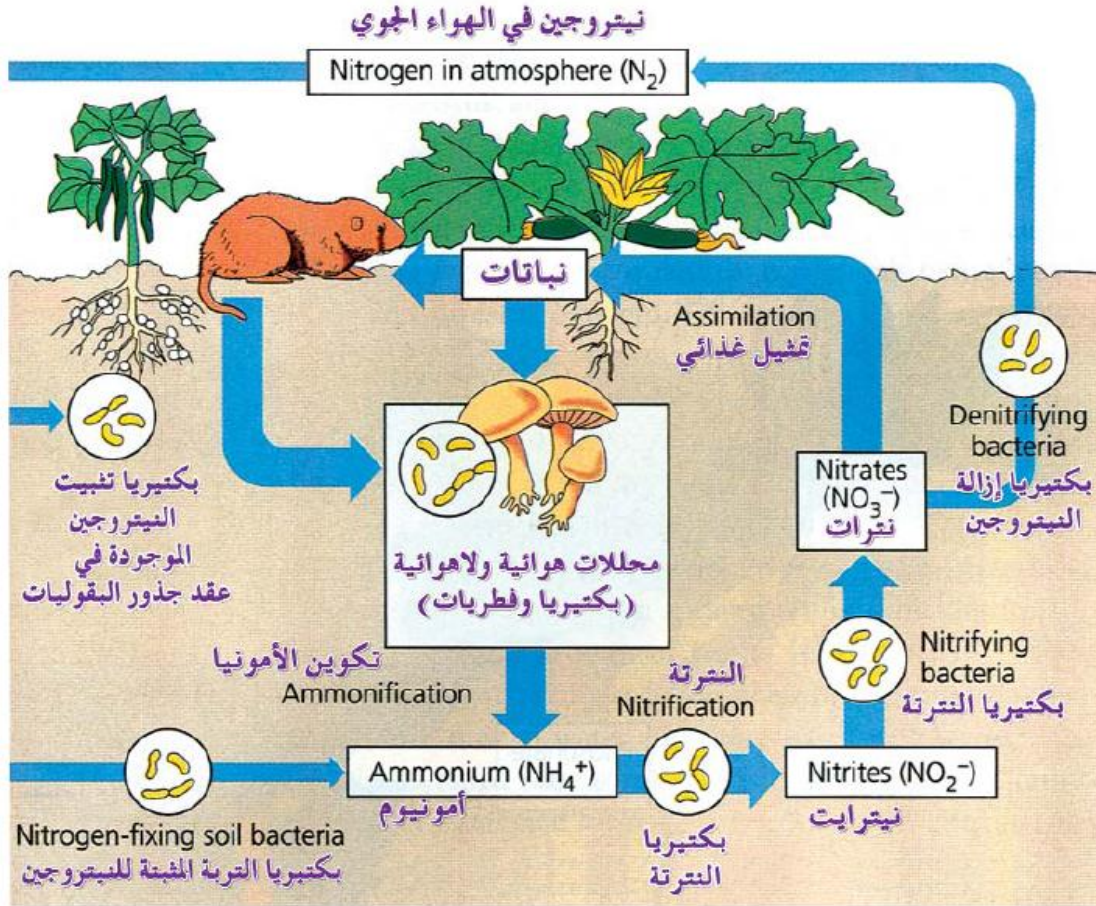 نيتروجين في الهواء الجوي
Nitrogen in atmosphere (N₂)
نباتات
Assimilation
تمثيل غذائي
Denitrifying
bacteria
بكتيريا إزالة
النيتروجين
Nitrates
(NO₃⁻)
نترات
بكتيريا تثبيت
النيتروجين
الموجودة في
عقد جذور البقوليات
محللات هوائية ولاهوائية
(بكتيريا وفطريات)
تكوين الأمونيا
Ammonification
النترتة
Nitrification
Nitrifying
bacteria
بكتيريا النترتة
Ammonium (NH₄⁺)
أمونيوم
Nitrites (NO₂⁻)
نيترايت
بكتيريا
النترتة
Nitrogen-fixing soil bacteria
بكتيريا التربة المثبتة للنيتروجين